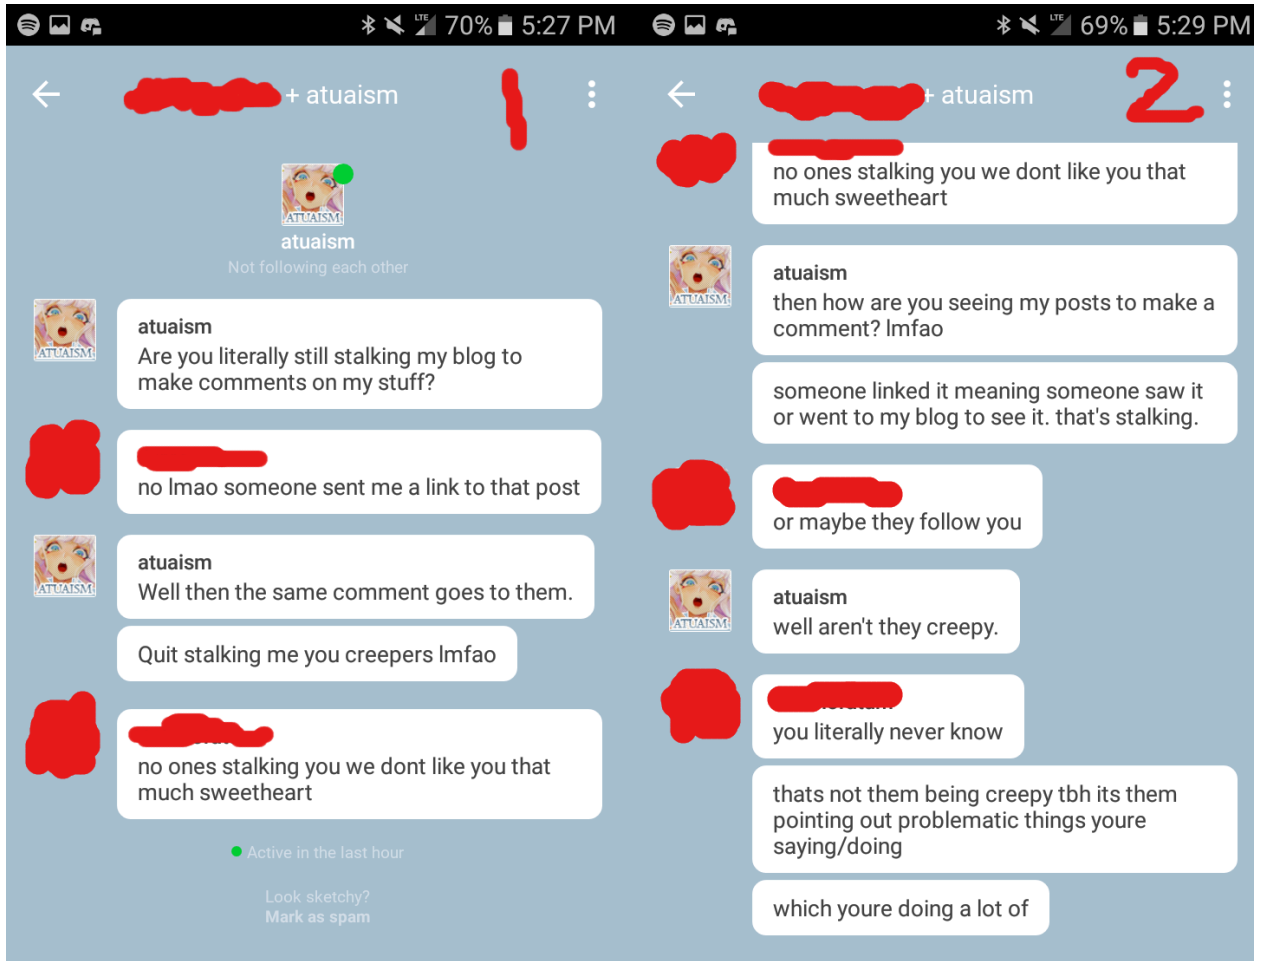 70% 5:27 PM
+ atuaism
1
ATUAISM
atuaism
Not following each other
ATUAISM
atuaism
Are you literally still stalking my blog to
make comments on my stuff?
no lmao someone sent me a link to that post
ATUAISM
atuaism
Well then the same comment goes to them.
Quit stalking me you creepers lmfao
no ones stalking you we dont like you that
much sweetheart
Active in the last hour
Look sketchy?
Mark as spam
LTE
69% 5:29 PM
+ atuaism
2
no ones stalking you we dont like you that
much sweetheart
ATUAISM
atuaism
then how are you seeing my posts to make a
comment? lmfao
someone linked it meaning someone saw it
or went to my blog to see it. that's stalking.
or maybe they follow you
ATUAISM
atuaism
well aren't they creepy.
you literally never know
thats not them being creepy tbh its them
pointing out problematic things youre
saying/doing
which youre doing a lot of